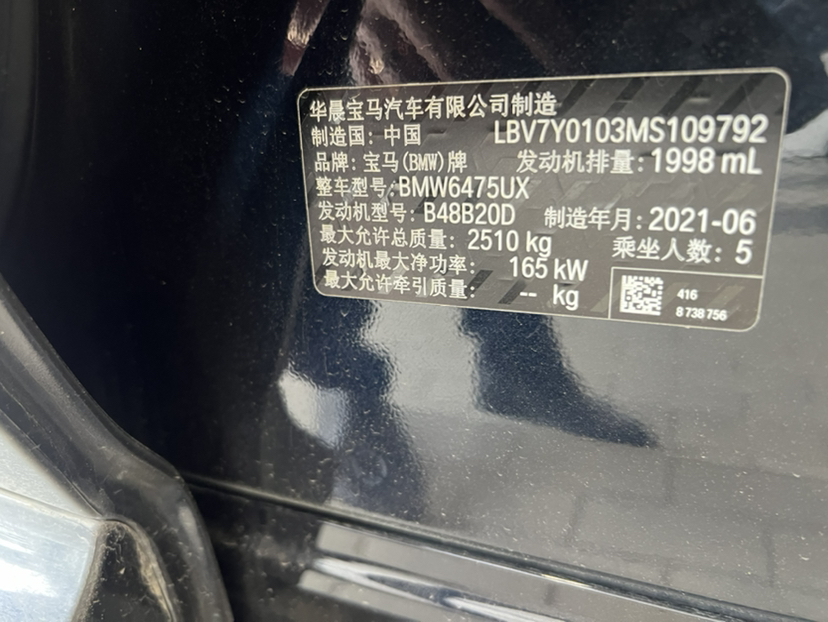 华晨宝马汽车有限公司制造
制造国: 中国 LBV7Y0103MS109792
品牌: 宝马(BMW)牌 发动机排量: 1998 mL
整车型号: BMW6475UX
发动机型号: B48B20D 制造年月: 2021-06
最大允许总质量: 2510 kg 乘坐人数: 5
发动机最大净功率: 165 kW
最大允许牵引质量: -- kg
416
8 738 756